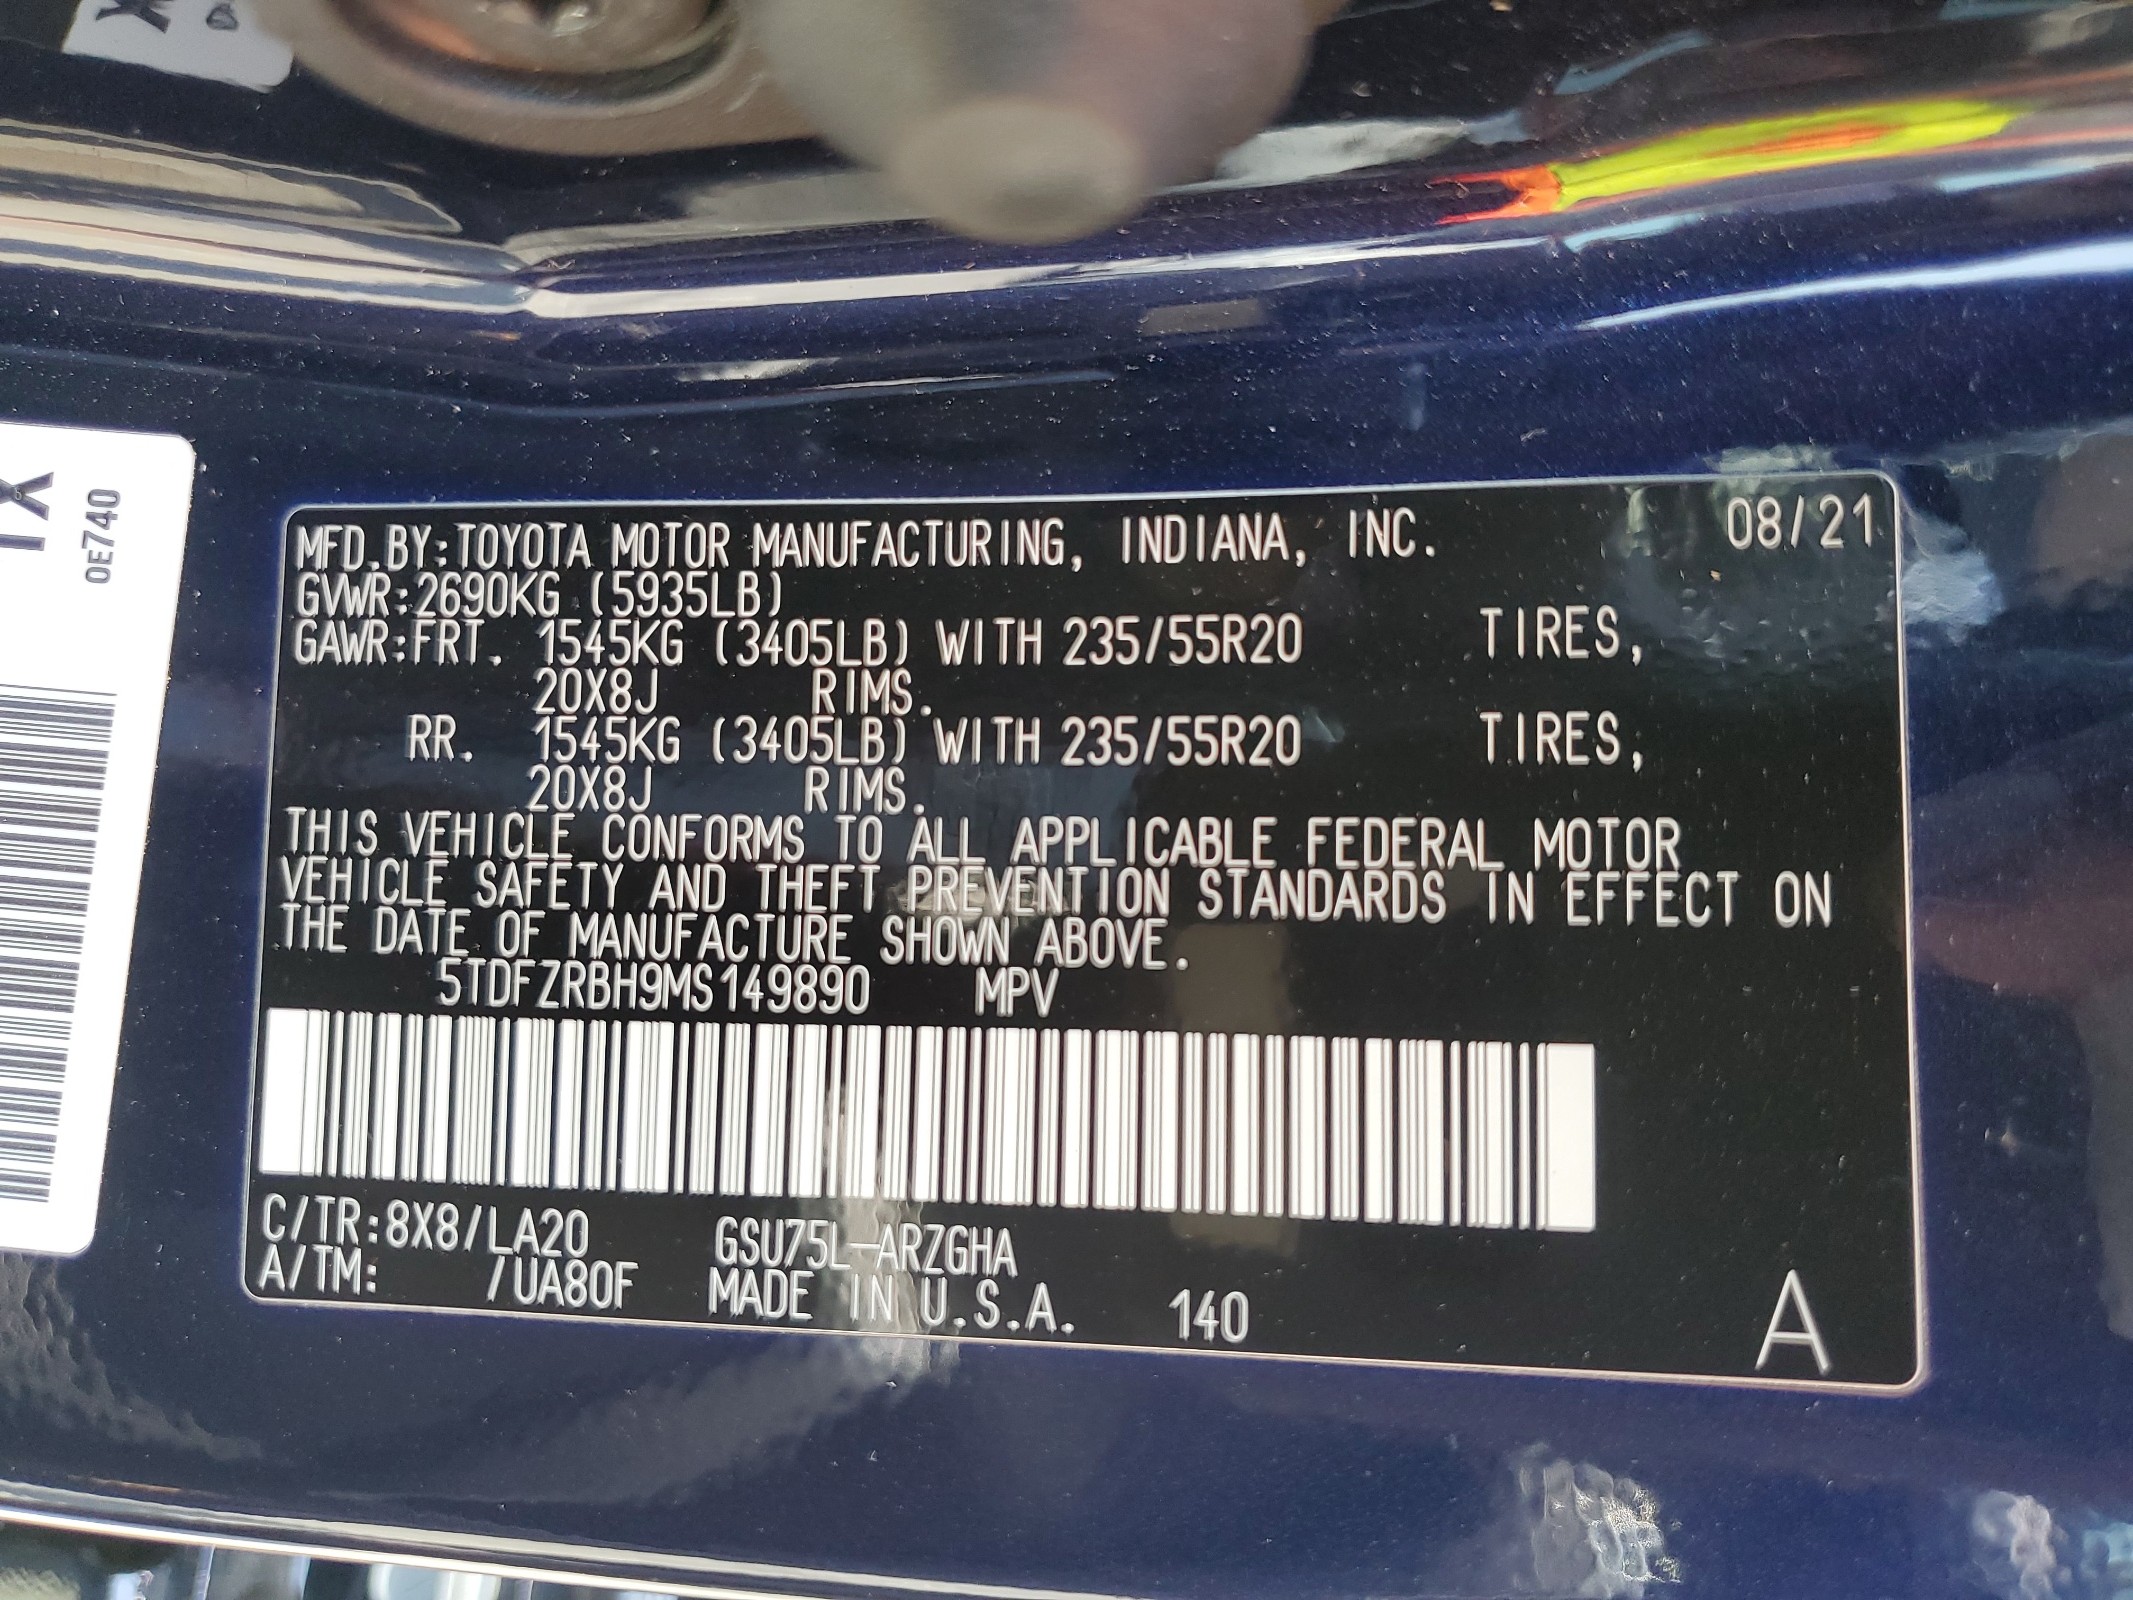 0E740
MFD.BY:TOYOTA MOTOR MANUFACTURING, INDIANA, INC. 08/21
GVWR:2690KG (5935LB)
GAWR:FRT. 1545KG (3405LB) WITH 235/55R20 TIRES,
20X8J RIMS.
RR. 1545KG (3405LB) WITH 235/55R20 TIRES,
20X8J RIMS.
THIS VEHICLE CONFORMS TO ALL APPLICABLE FEDERAL MOTOR
VEHICLE SAFETY AND THEFT PREVENTION STANDARDS IN EFFECT ON
THE DATE OF MANUFACTURE SHOWN ABOVE.
5TDFZRBH9MS149890 MPV
C/TR:8X8/LA20 GSU75L-ARZGHA
A/TM: /UA80F MADE IN U.S.A. 140 A